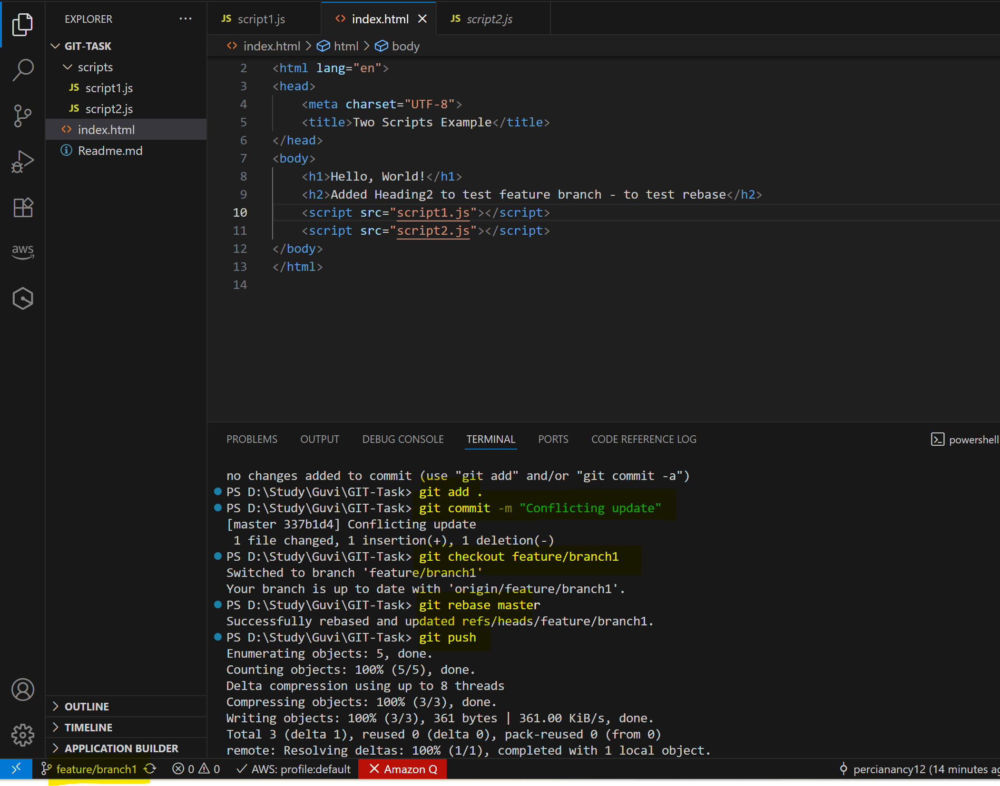 EXPLORER
GIT-TASK
scripts
JS script1.js
JS script2.js
index.html
Readme.md
OUTLINE
TIMELINE
APPLICATION BUILDER
aws
JS script1.js
index.html
JS script2.js
index.html > html > body
2 <html lang="en">
3 <head>
4 <meta charset="UTF-8">
5 <title>Two Scripts Example</title>
6 </head>
7 <body>
8 <h1>Hello, World!</h1>
9 <h2>Added Heading2 to test feature branch - to test rebase</h2>
10 <script src="script1.js"></script>
11 <script src="script2.js"></script>
12 </body>
13 </html>
14
PROBLEMS OUTPUT DEBUG CONSOLE TERMINAL PORTS CODE REFERENCE LOG powershell
no changes added to commit (use "git add" and/or "git commit -a")
PS D:\Study\Guvi\GIT-Task> git add .
PS D:\Study\Guvi\GIT-Task> git commit -m "Conflicting update"
[master 337b1d4] Conflicting update
1 file changed, 1 insertion(+), 1 deletion(-)
PS D:\Study\Guvi\GIT-Task> git checkout feature/branch1
Switched to branch 'feature/branch1'
Your branch is up to date with 'origin/feature/branch1'.
PS D:\Study\Guvi\GIT-Task> git rebase master
Successfully rebased and updated refs/heads/feature/branch1.
PS D:\Study\Guvi\GIT-Task> git push
Enumerating objects: 5, done.
Counting objects: 100% (5/5), done.
Delta compression using up to 8 threads
Compressing objects: 100% (3/3), done.
Writing objects: 100% (3/3), 361 bytes | 361.00 KiB/s, done.
Total 3 (delta 1), reused 0 (delta 0), pack-reused 0 (from 0)
remote: Resolving deltas: 100% (1/1), completed with 1 local object.
feature/branch1 0 0 AWS: profile:default Amazon Q percianancy12 (14 minutes ag